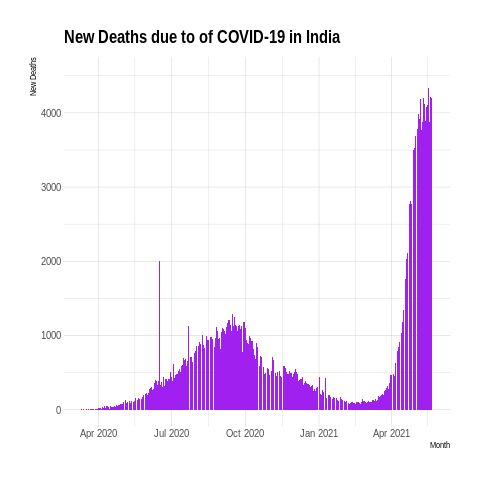 New Deaths due to of COVID-19 in India
New Deaths
4000
3000
2000
1000
0
Apr 2020 Jul 2020 Oct 2020 Jan 2021 Apr 2021
Month